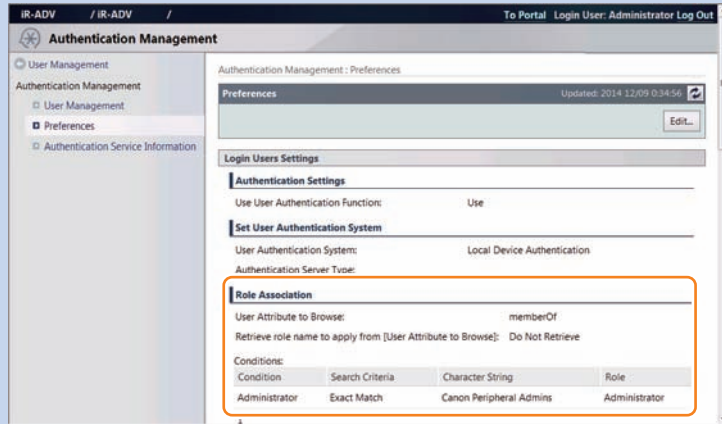 iR-ADV / iR-ADV /
To Portal Login User: Administrator Log Out
Authentication Management
User Management
Authentication Management
User Management
Preferences
Authentication Service Information
Authentication Management : Preferences
Preferences Updated: 2014 12/09 0:34:56
Edit...
Login Users Settings
Authentication Settings
Use User Authentication Function: Use
Set User Authentication System
User Authentication System: Local Device Authentication
Authentication Server Type:
Role Association
User Attribute to Browse: memberOf
Retrieve role name to apply from [User Attribute to Browse]: Do Not Retrieve
Conditions:
Condition Search Criteria Character String Role
Administrator Exact Match Canon Peripheral Admins Administrator